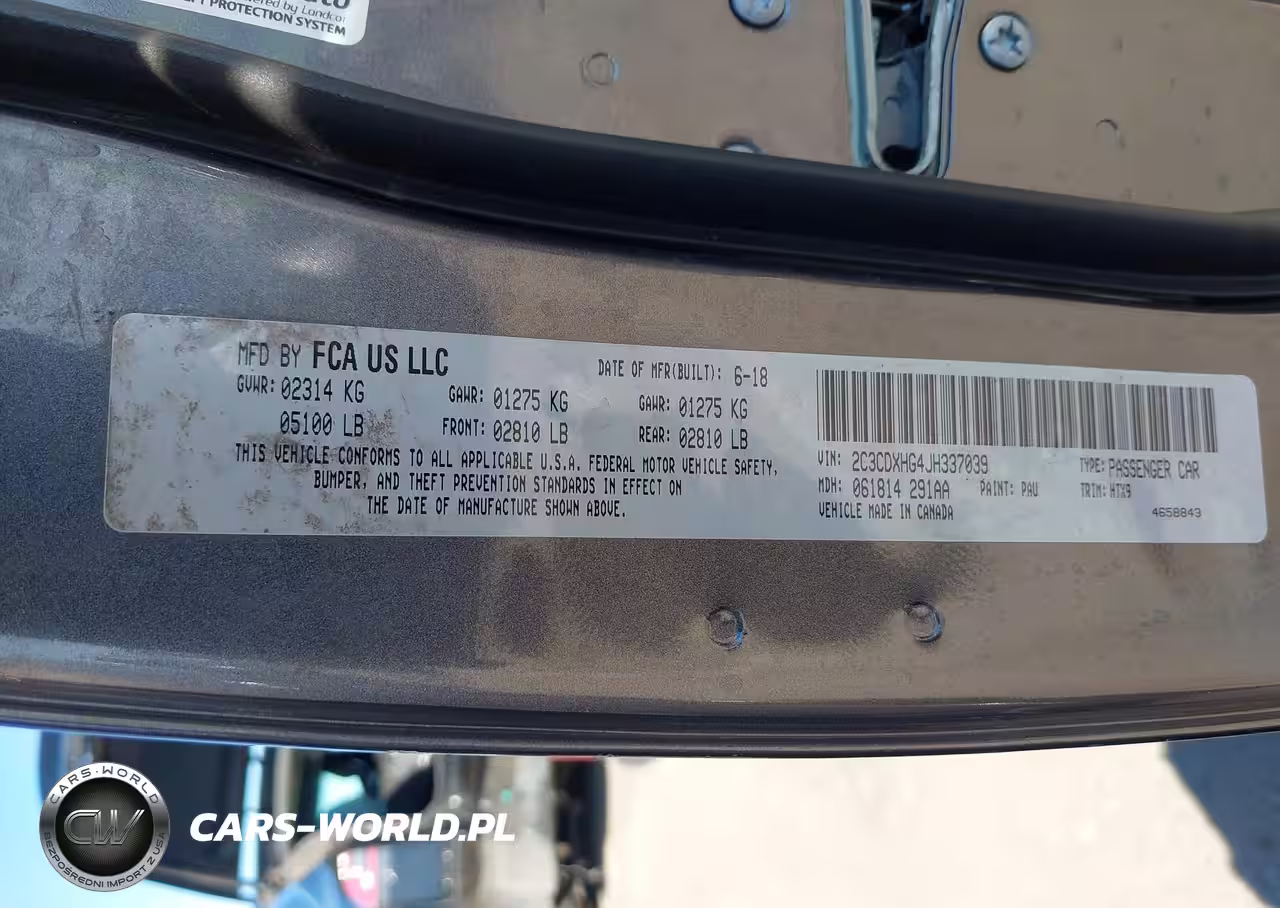 ered by Landcar
PROTECTION SYSTEM
MFD BY FCA US LLC
DATE OF MFR(BUILT): 6-18
GVWR: 02314 KG
05100 LB
GAWR: 01275 KG
FRONT: 02810 LB
GAWR: 01275 KG
REAR: 02810 LB
THIS VEHICLE CONFORMS TO ALL APPLICABLE U.S.A. FEDERAL MOTOR VEHICLE SAFETY,
BUMPER, AND THEFT PREVENTION STANDARDS IN EFFECT ON
THE DATE OF MANUFACTURE SHOWN ABOVE.
VIN: 2C3CDXHG4JH337039
TYPE: PASSENGER CAR
MDH: 061814 291AA
PAINT: PAU
TRIM: HTX9
VEHICLE MADE IN CANADA
4658843
CARS-WORLD
CW
BEZPOŚREDNI IMPORT Z USA
CARS-WORLD.PL